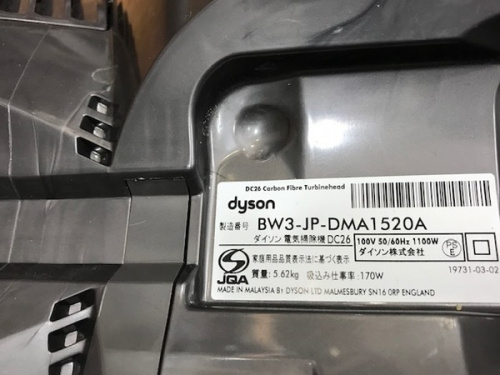 DC26 Carbon Fibre Turbinehead
dyson
製造番号 BW3-JP-DMA1520A
ダイソン 電気掃除機 DC26
100V 50/60Hz 1100W
ダイソン株式会社
PS E
家庭用品品質表示法に基づく表示
質量:5.62kg 吸込み仕事率:170W
19731-03-02
S
JQA
MADE IN MALAYSIA BY DYSON LTD MALMESBURY SN16 0RP ENGLAND